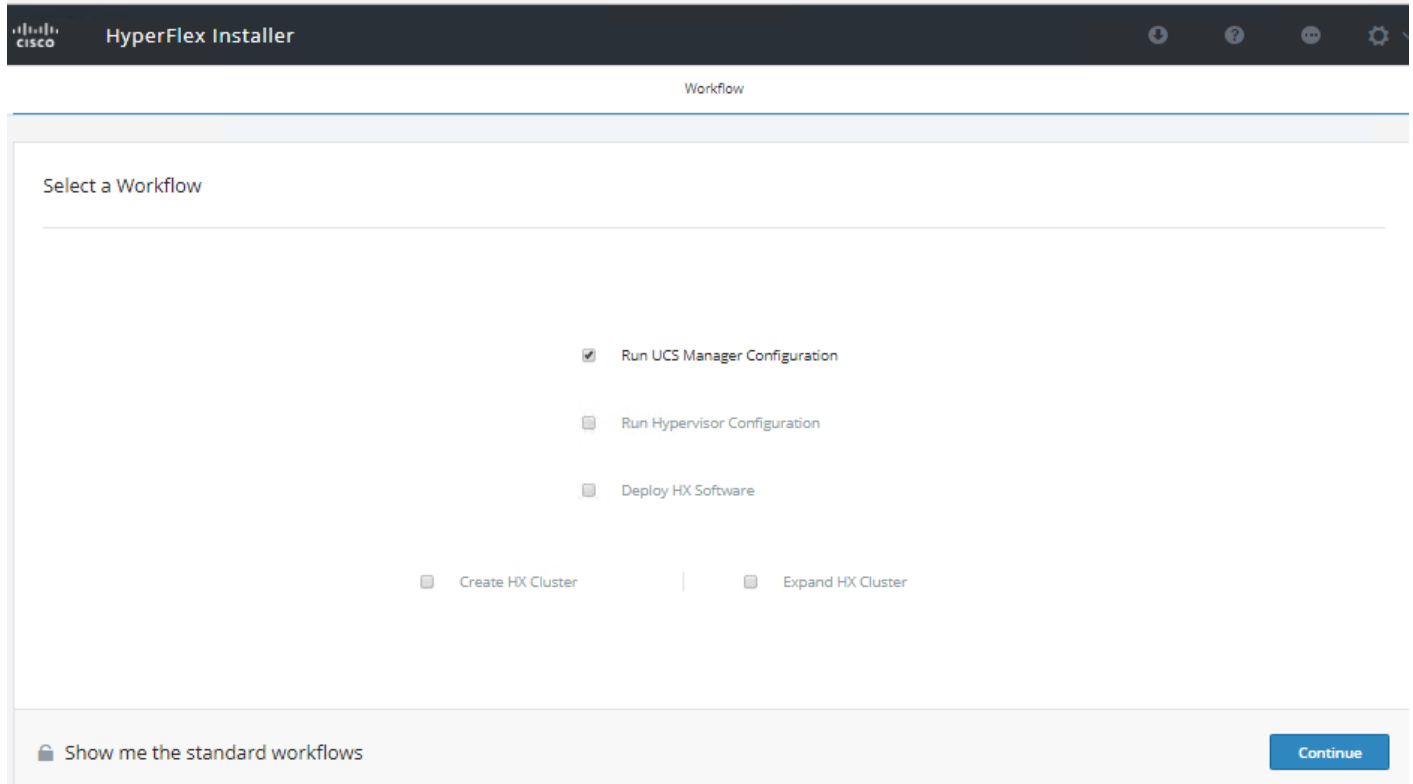 cisco HyperFlex Installer
Workflow
Select a Workflow
Run UCS Manager Configuration
Run Hypervisor Configuration
Deploy HX Software
Create HX Cluster Expand HX Cluster
Show me the standard workflows Continue